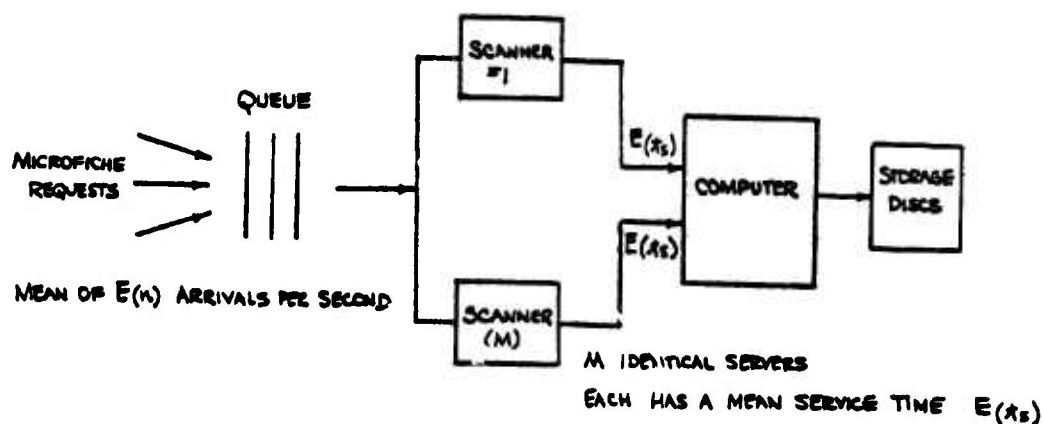 SCANNER
#1
QUEUE
MICROFICHE
REQUESTS
E(ts)
COMPUTER
STORAGE
DISCS
E(ts)
MEAN OF E(n) ARRIVALS PER SECOND
SCANNER
(M)
M IDENTICAL SERVERS
EACH HAS A MEAN SERVICE TIME E(ts)